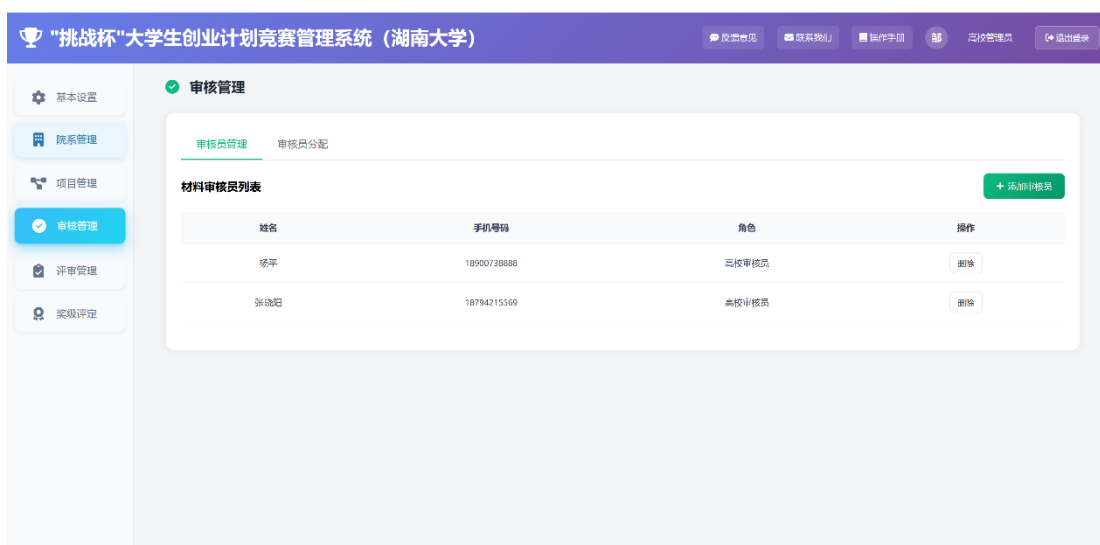 "挑战杯"大学生创业计划竞赛管理系统（湖南大学）
反馈意见
联系我们
操作手册
高校管理员
退出登录
基本设置
院系管理
项目管理
审核管理
评审管理
奖级评定
审核管理
审核员管理 审核员分配
材料审核员列表
+ 添加审核员
姓名 手机号码 角色 操作
杨平 18900738888 高校审核员 删除
张晓阳 18794215569 高校审核员 删除